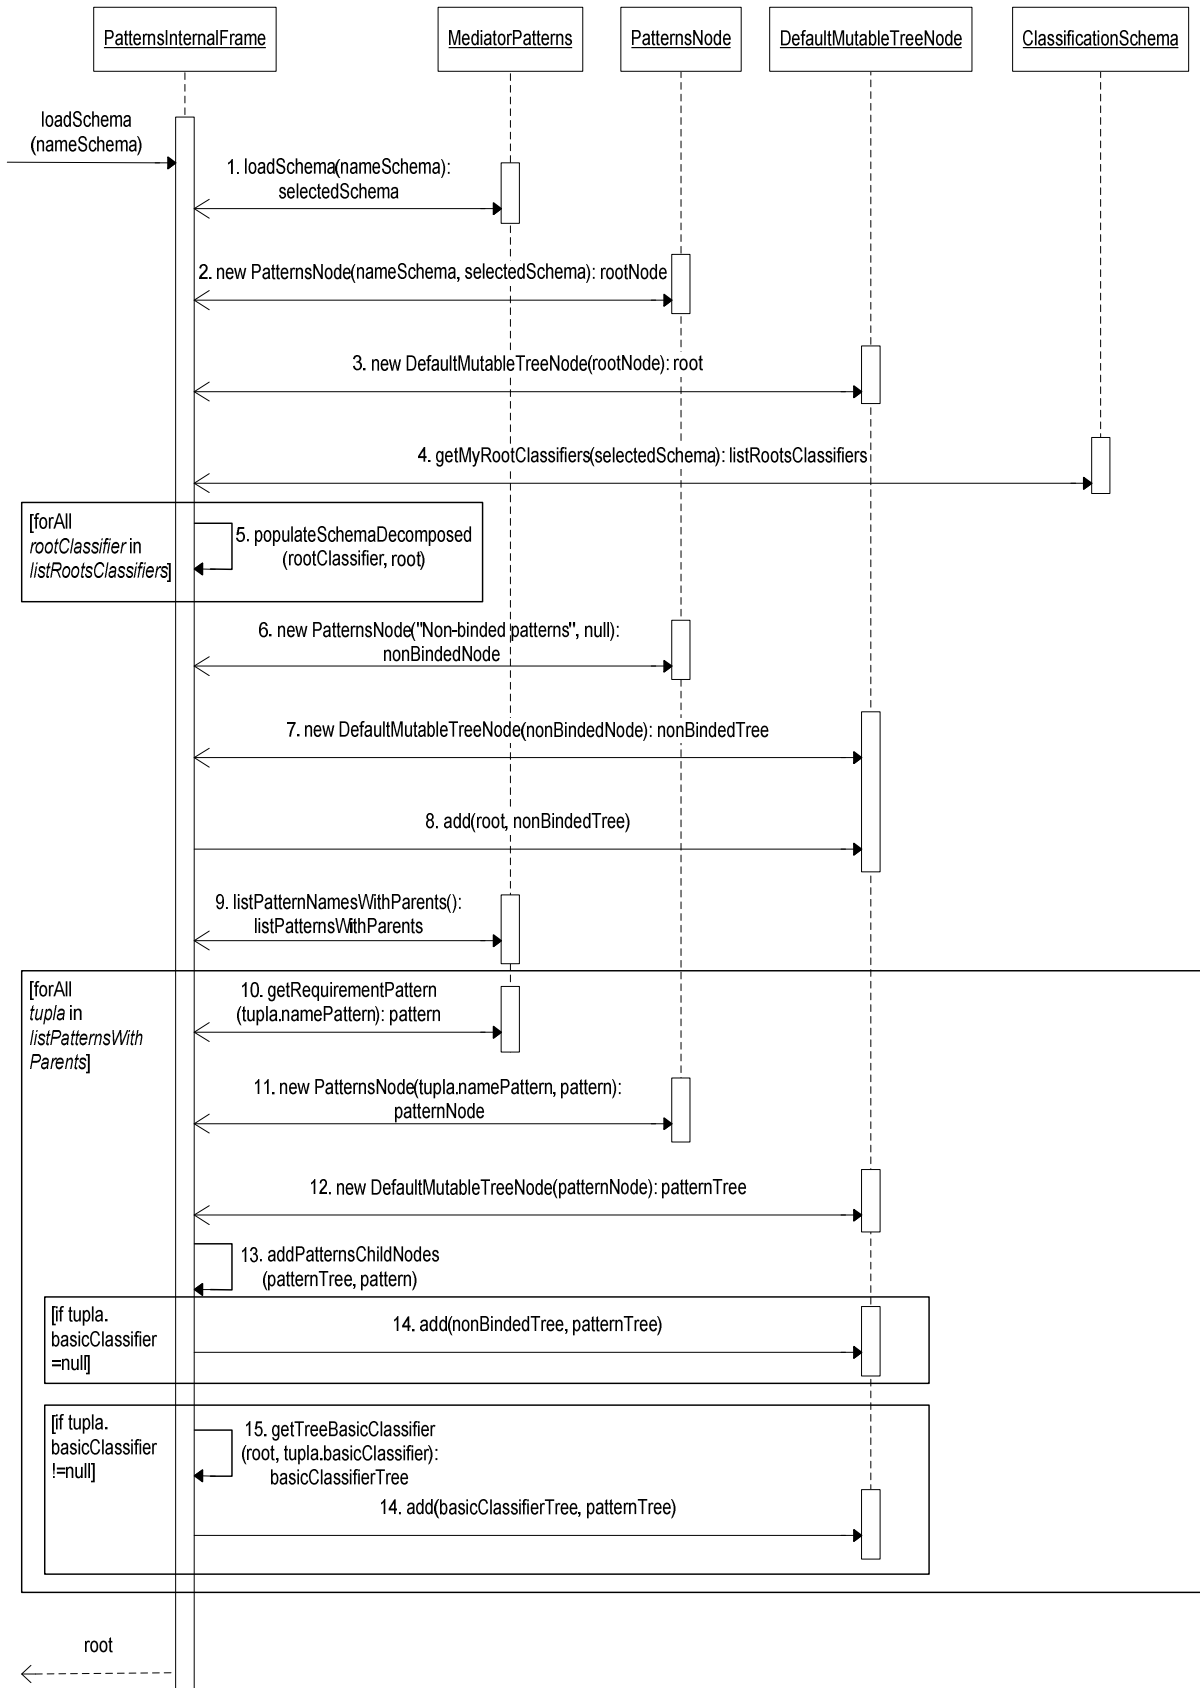 PatternsInternalFrame
MediatorPatterns
PatternsNode
DefaultMutableTreeNode
ClassificationSchema
loadSchema
(nameSchema)
1. loadSchema(nameSchema):
selectedSchema
2. new PatternsNode(nameSchema, selectedSchema): rootNode
3. new DefaultMutableTreeNode(rootNode): root
4. getMyRootClassifiers(selectedSchema): listRootsClassifiers
[forAll
rootClassifier in
listRootsClassifiers]
5. populateSchemaDecomposed
(rootClassifier, root)
6. new PatternsNode("Non-binded patterns", null):
nonBindedNode
7. new DefaultMutableTreeNode(nonBindedNode): nonBindedTree
8. add(root, nonBindedTree)
9. listPatternNamesWithParents():
listPatternsWithParents
[forAll
tupla in
listPatternsWith
Parents]
10. getRequirementPattern
(tupla.namePattern): pattern
11. new PatternsNode(tupla.namePattern, pattern):
patternNode
12. new DefaultMutableTreeNode(patternNode): patternTree
13. addPatternsChildNodes
(patternTree, pattern)
[if tupla.
basicClassifier
=null]
14. add(nonBindedTree, patternTree)
[if tupla.
basicClassifier
!=null]
15. getTreeBasicClassifier
(root, tupla.basicClassifier):
basicClassifierTree
14. add(basicClassifierTree, patternTree)
root